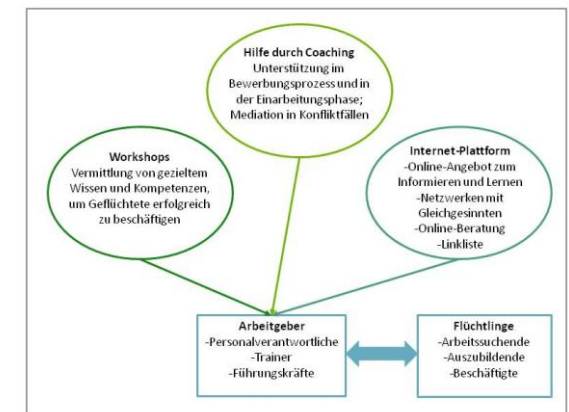 Hilfe durch Coaching
Unterstützung im
Bewerbungsprozess und in
der Einarbeitungsphase;
Mediation in Konfliktfällen
Workshops
Vermittlung von gezieltem
Wissen und Kompetenzen,
um Geflüchtete erfolgreich
zu beschäftigen
Internet-Plattform
-Online-Angebot zum
Informieren und Lernen
-Netzwerken mit
Gleichgesinnten
-Online-Beratung
-Linkliste
Arbeitgeber
-Personalverantwortliche
-Trainer
-Führungskräfte
Flüchtlinge
-Arbeitssuchende
-Auszubildende
-Beschäftigte